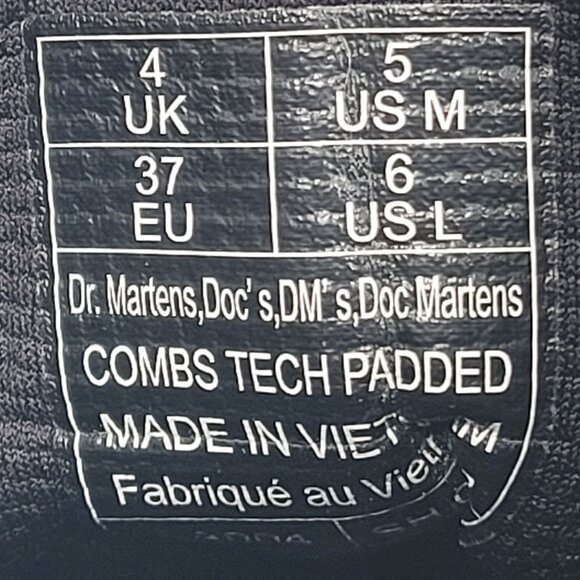 4 UK
5 US M
37 EU
6 US L
Dr. Martens,Doc's,DM's,Doc Martens
COMBS TECH PADDED
MADE IN
Fabriqué au